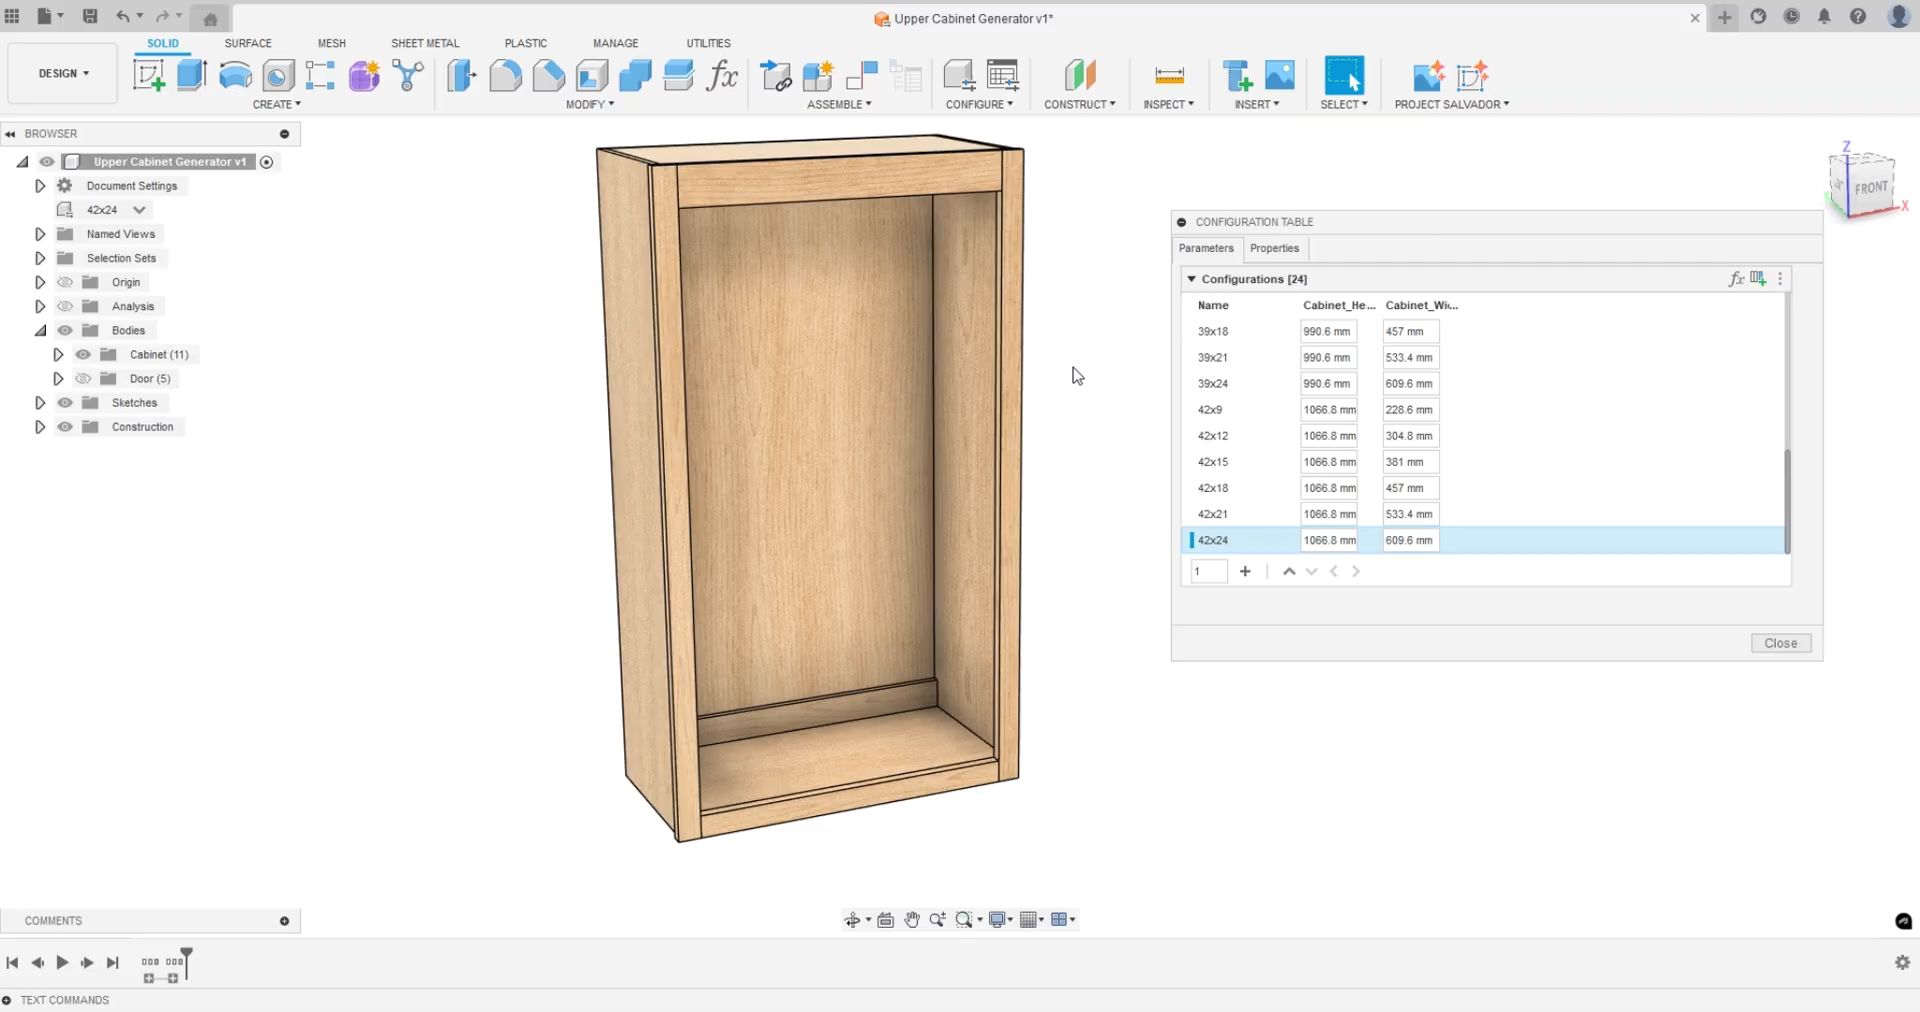 Upper Cabinet Generator v1*
DESIGN
SOLID SURFACE MESH SHEET METAL PLASTIC MANAGE UTILITIES
CREATE MODIFY ASSEMBLE CONFIGURE CONSTRUCT INSPECT INSERT SELECT PROJECT SALVADOR
BROWSER
Upper Cabinet Generator v1
Document Settings
42x24
Named Views
Selection Sets
Origin
Analysis
Bodies
Cabinet (11)
Door (5)
Sketches
Construction
Z
FRONT
X
CONFIGURATION TABLE
Parameters Properties
Configurations [24] fx
Name Cabinet_He... Cabinet_Wi...
39x18 990.6 mm 457 mm
39x21 990.6 mm 533.4 mm
39x24 990.6 mm 609.6 mm
42x9 1066.8 mm 228.6 mm
42x12 1066.8 mm 304.8 mm
42x15 1066.8 mm 381 mm
42x18 1066.8 mm 457 mm
42x21 1066.8 mm 533.4 mm
42x24 1066.8 mm 609.6 mm
1
Close
COMMENTS
TEXT COMMANDS